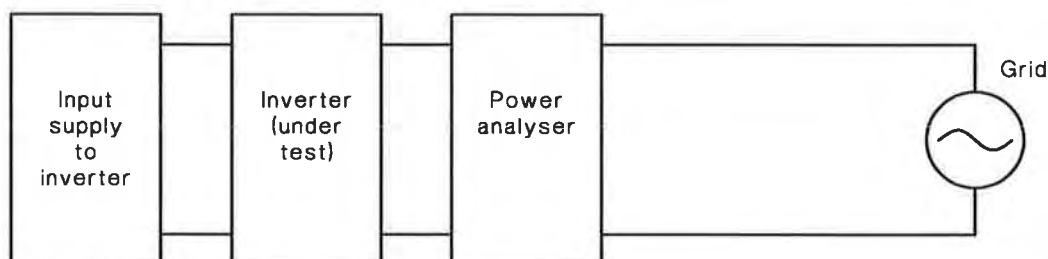 Input
supply
to
inverter
Inverter
(under
test)
Power
analyser
Grid